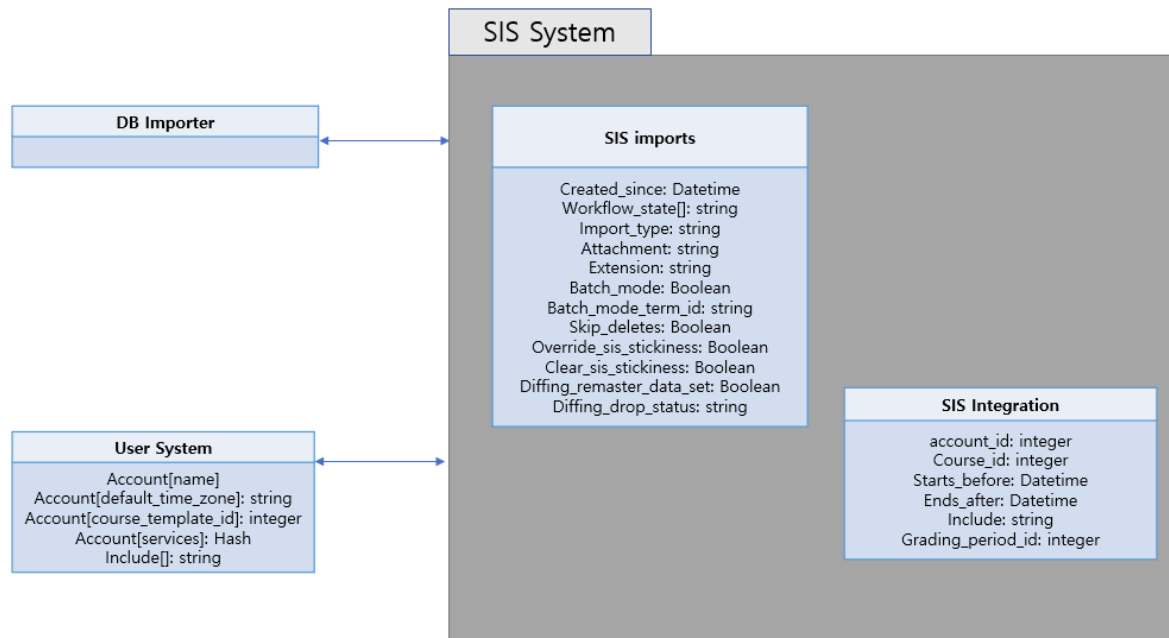 SIS System
DB Importer
SIS imports
Created_since: Datetime
Workflow_state[]: string
Import_type: string
Attachment: string
Extension: string
Batch_mode: Boolean
Batch_mode_term_id: string
Skip_deletes: Boolean
Override_sis_stickiness: Boolean
Clear_sis_stickiness: Boolean
Diffing_remaster_data_set: Boolean
Diffing_drop_status: string
User System
Account[name]
Account[default_time_zone]: string
Account[course_template_id]: integer
Account[services]: Hash
Include[]: string
SIS Integration
account_id: integer
Course_id: integer
Starts_before: Datetime
Ends_after: Datetime
Include: string
Grading_period_id: integer